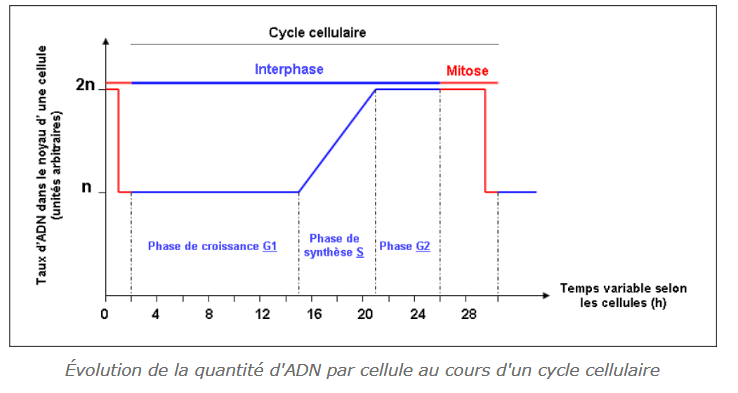 Cycle cellulaire
Interphase
Mitose
Taux d'ADN dans le noyau d' une cellule
(unités arbitraires)
2n
n
Phase de croissance G1
Phase de
synthèse S
Phase G2
0 4 8 12 16 20 24 28
Temps variable selon
les cellules (h)
Évolution de la quantité d'ADN par cellule au cours d'un cycle cellulaire